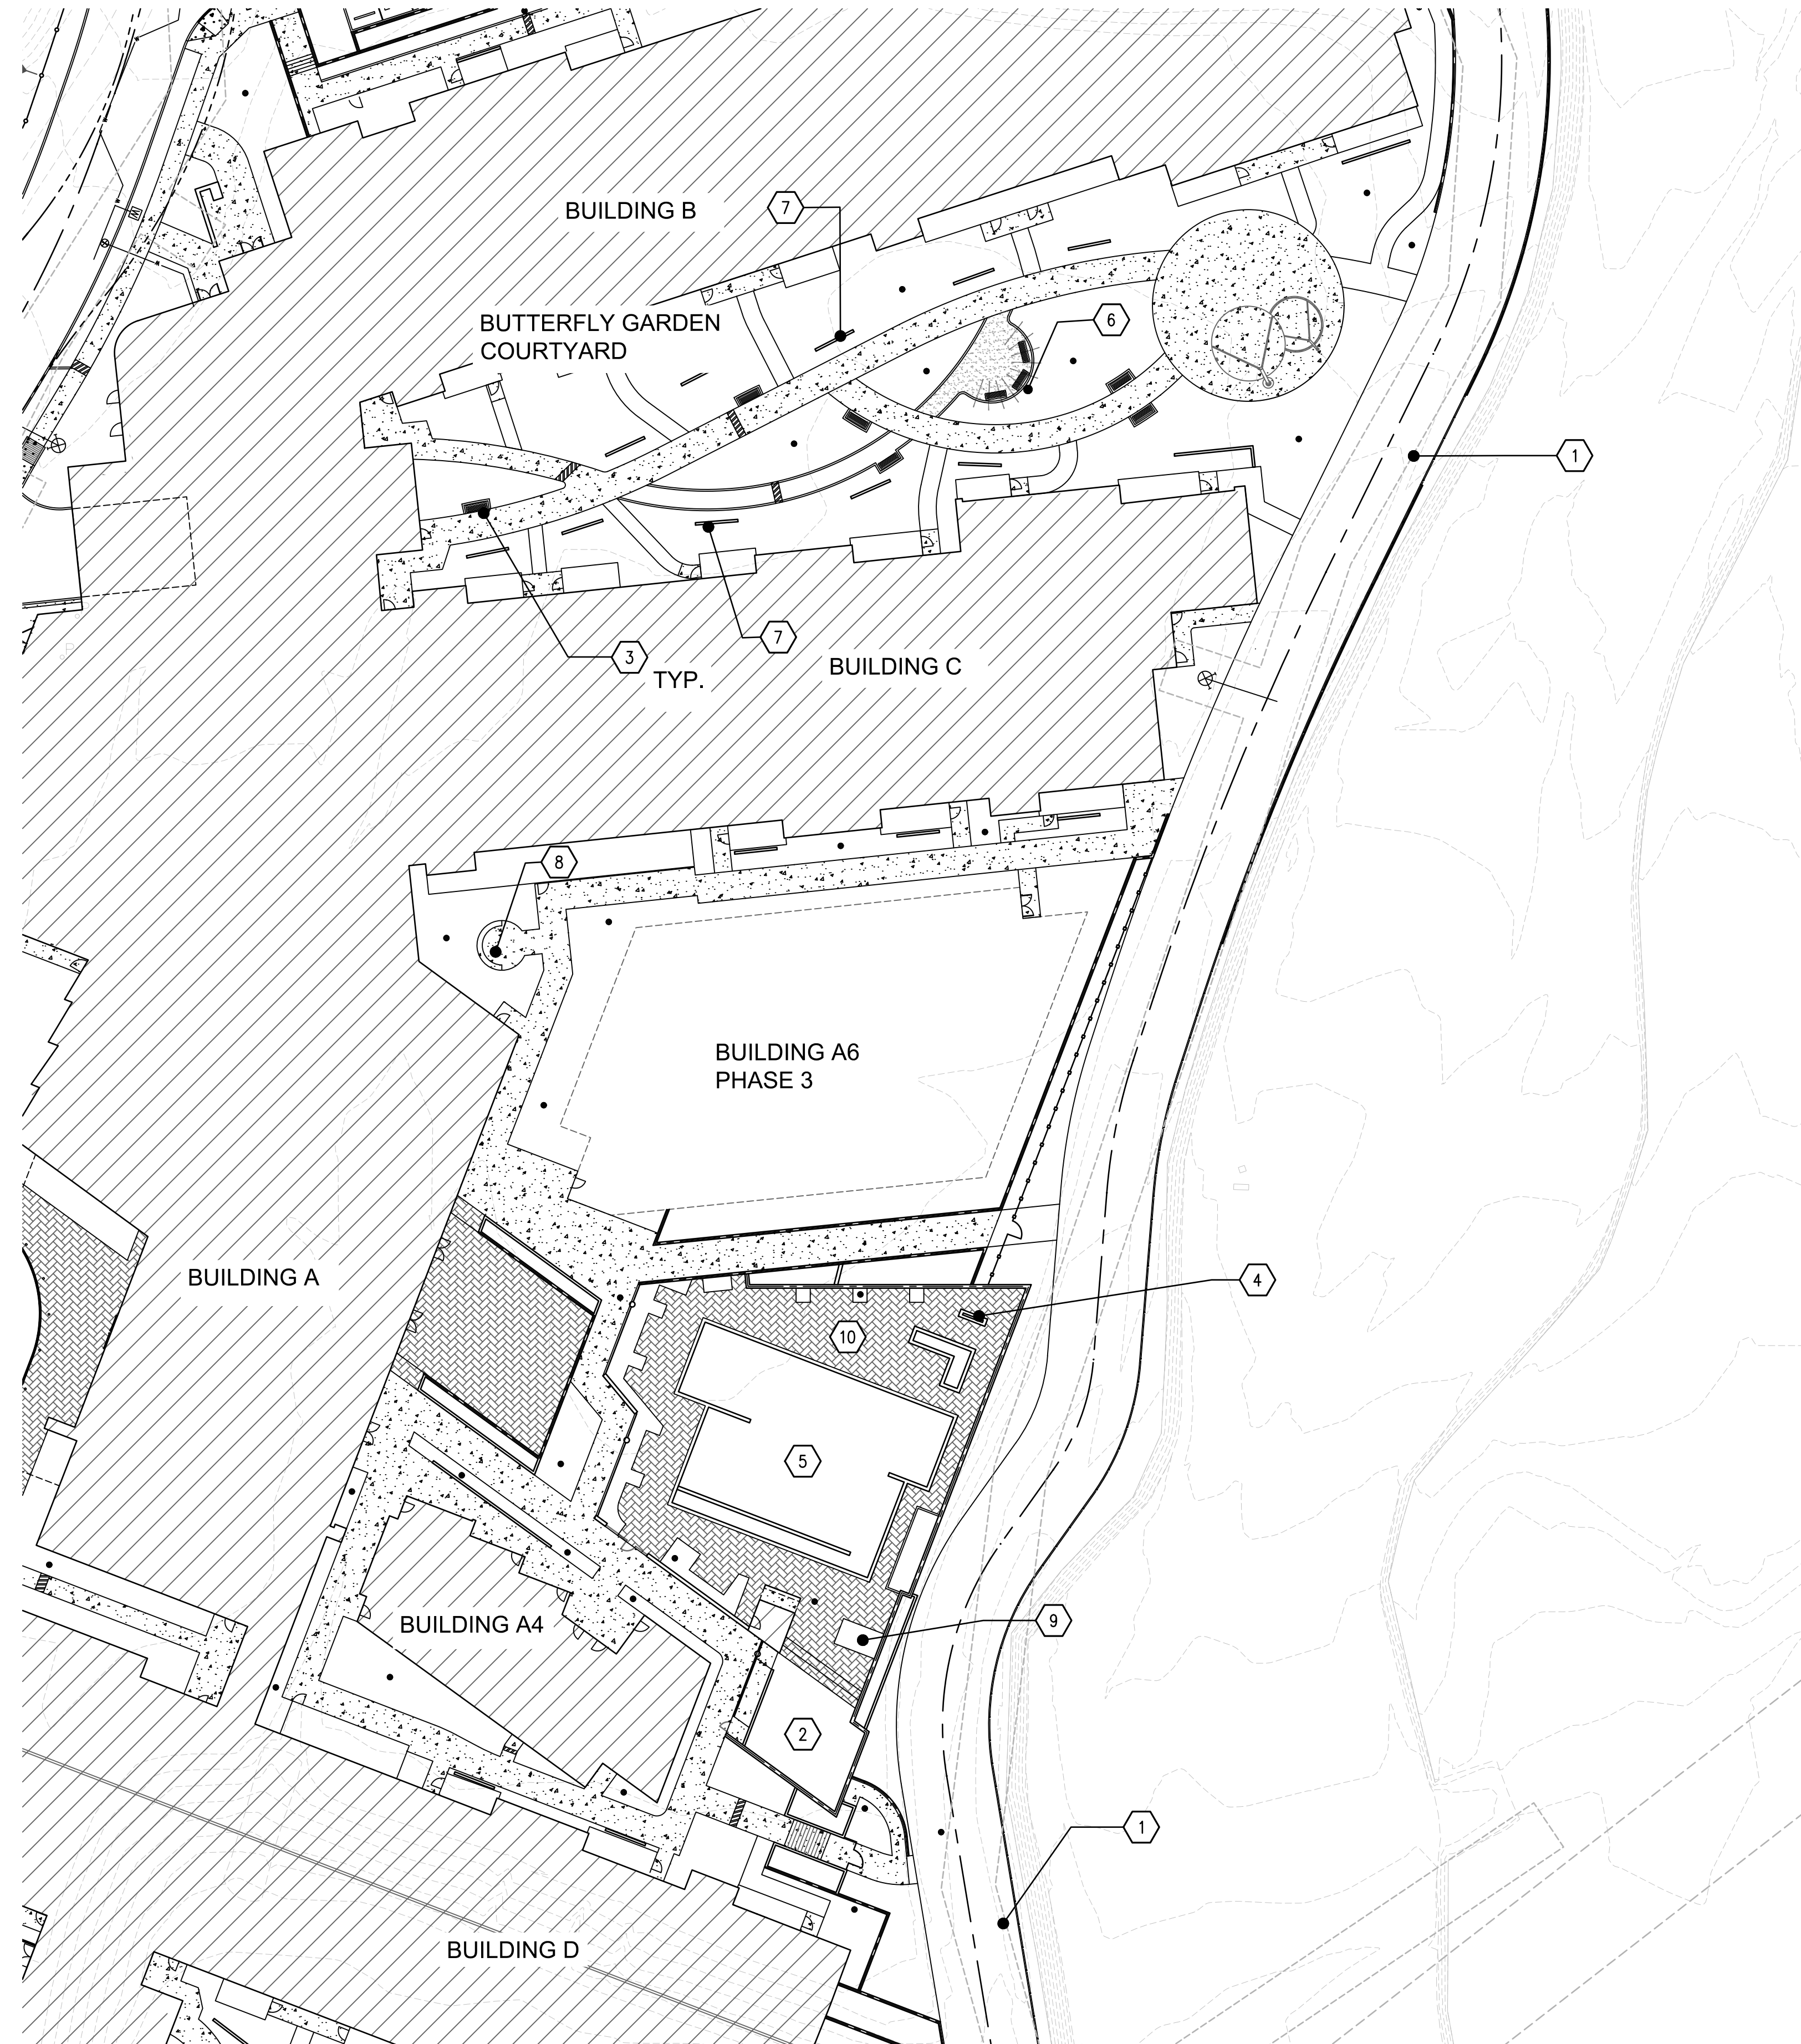 BUILDING B
7
BUTTERFLY GARDEN
COURTYARD
6
1
3
TYP.
7
BUILDING C
8
BUILDING A6
PHASE 3
BUILDING A
4
10
5
BUILDING A4
9
2
1
BUILDING D